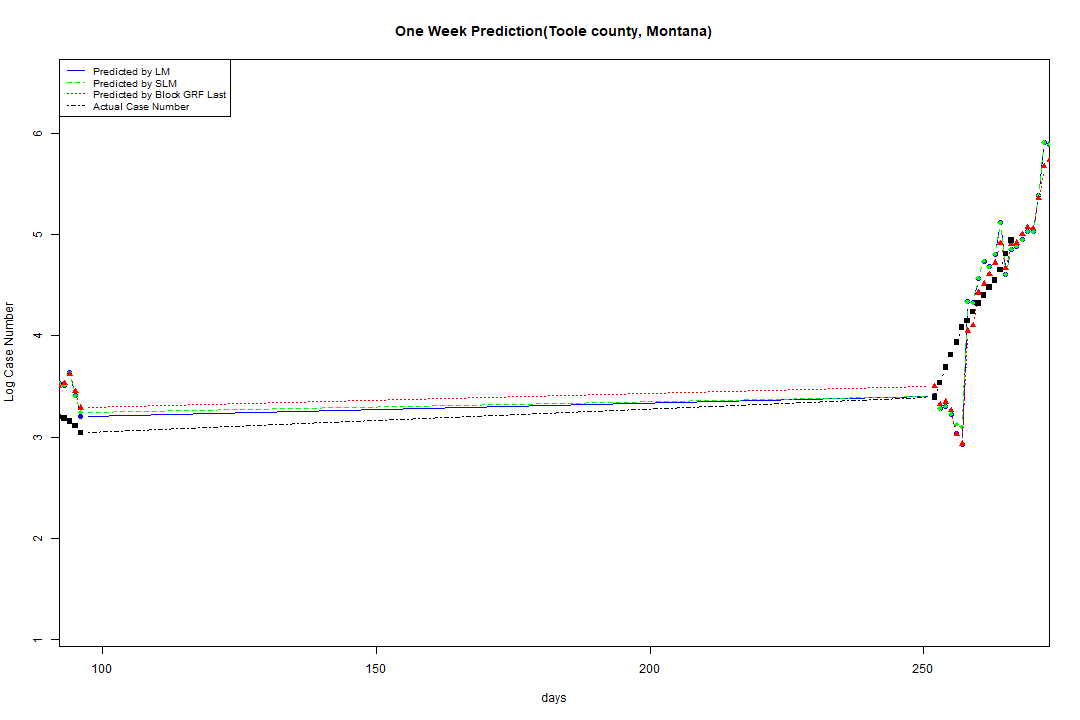 One Week Prediction(Toole county, Montana)
Predicted by LM
Predicted by SLM
Predicted by Block GRF Last
Actual Case Number
6
5
4
3
2
1
Log Case Number
100 150 200 250
days